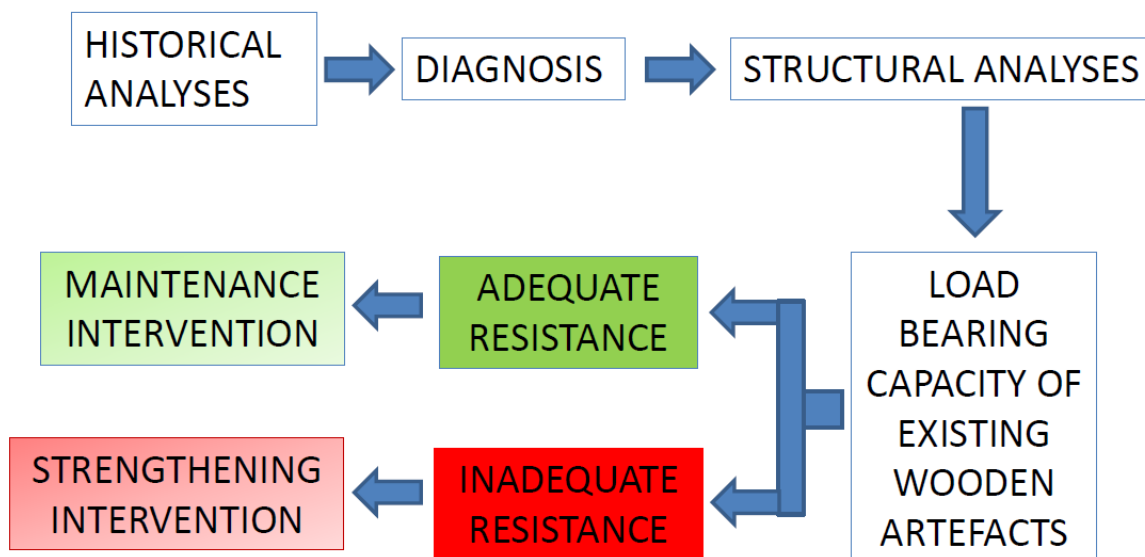 HISTORICAL
ANALYSES
DIAGNOSIS
STRUCTURAL ANALYSES
LOAD
BEARING
CAPACITY OF
EXISTING
WOODEN
ARTEFACTS
ADEQUATE
RESISTANCE
MAINTENANCE
INTERVENTION
INADEQUATE
RESISTANCE
STRENGTHENING
INTERVENTION